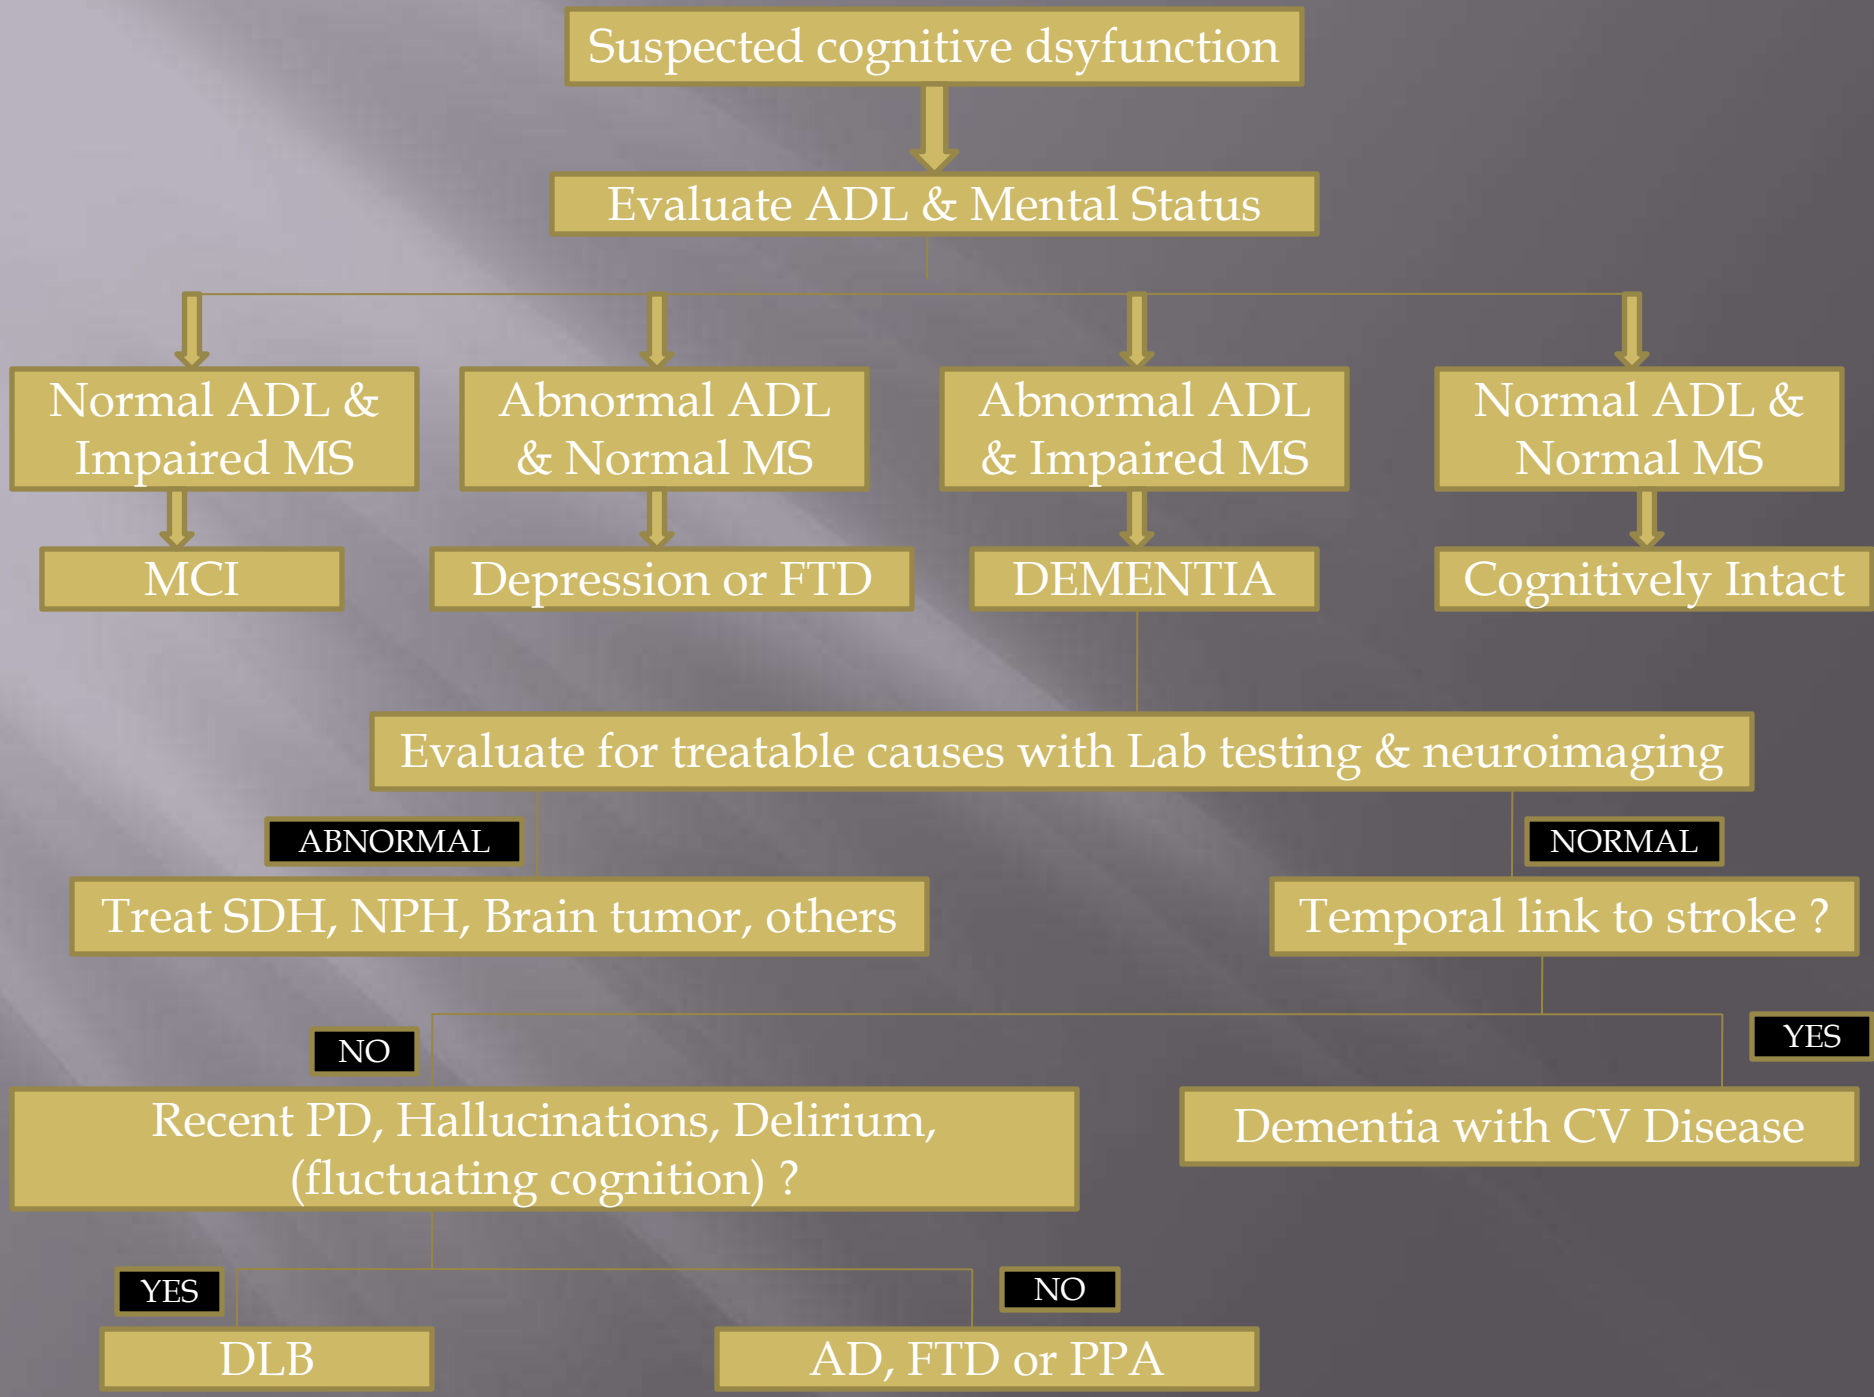 Suspected cognitive dsyfunction
Evaluate ADL & Mental Status
Normal ADL &
Impaired MS
Abnormal ADL
& Normal MS
Abnormal ADL
& Impaired MS
Normal ADL &
Normal MS
MCI
Depression or FTD
DEMENTIA
Cognitively Intact
Evaluate for treatable causes with Lab testing & neuroimaging
ABNORMAL
NORMAL
Treat SDH, NPH, Brain tumor, others
Temporal link to stroke ?
NO
YES
Recent PD, Hallucinations, Delirium,
(fluctuating cognition) ?
Dementia with CV Disease
YES
NO
DLB
AD, FTD or PPA